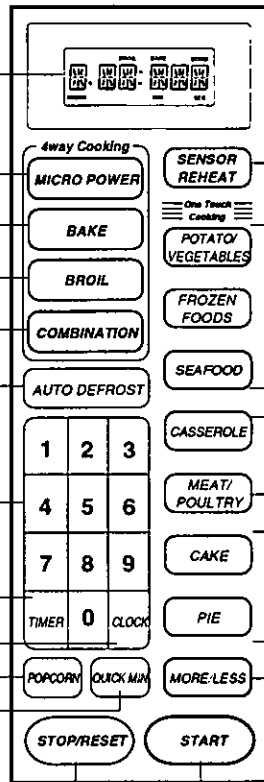 4way Cooking
MICRO POWER
BAKE
BROIL
COMBINATION
AUTO DEFROST
1 2 3
4 5 6
7 8 9
TIMER 0 CLOCK
POPCORN QUICK MIN
SENSOR
REHEAT
One Touch
Cooking
POTATO/
VEGETABLES
FROZEN
FOODS
SEAFOOD
CASSEROLE
MEAT/
POULTRY
CAKE
PIE
MORE/LESS
STOP/RESET START